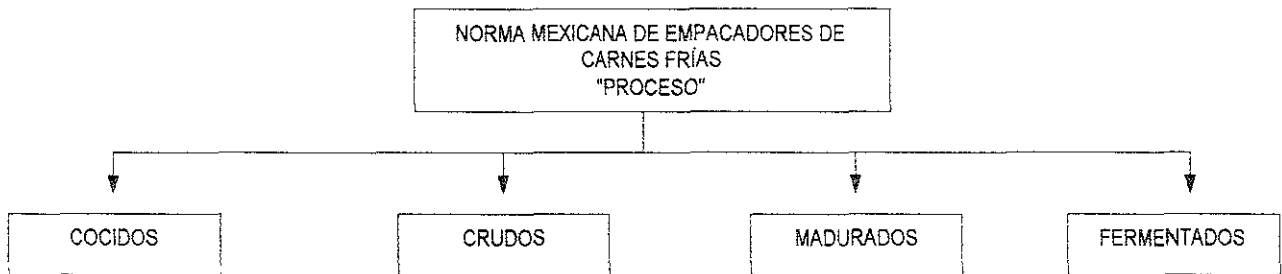 NORMA MEXICANA DE EMPACADORES DE
CARNES FRÍAS
"PROCESO"
COCIDOS
CRUDOS
MADURADOS
FERMENTADOS